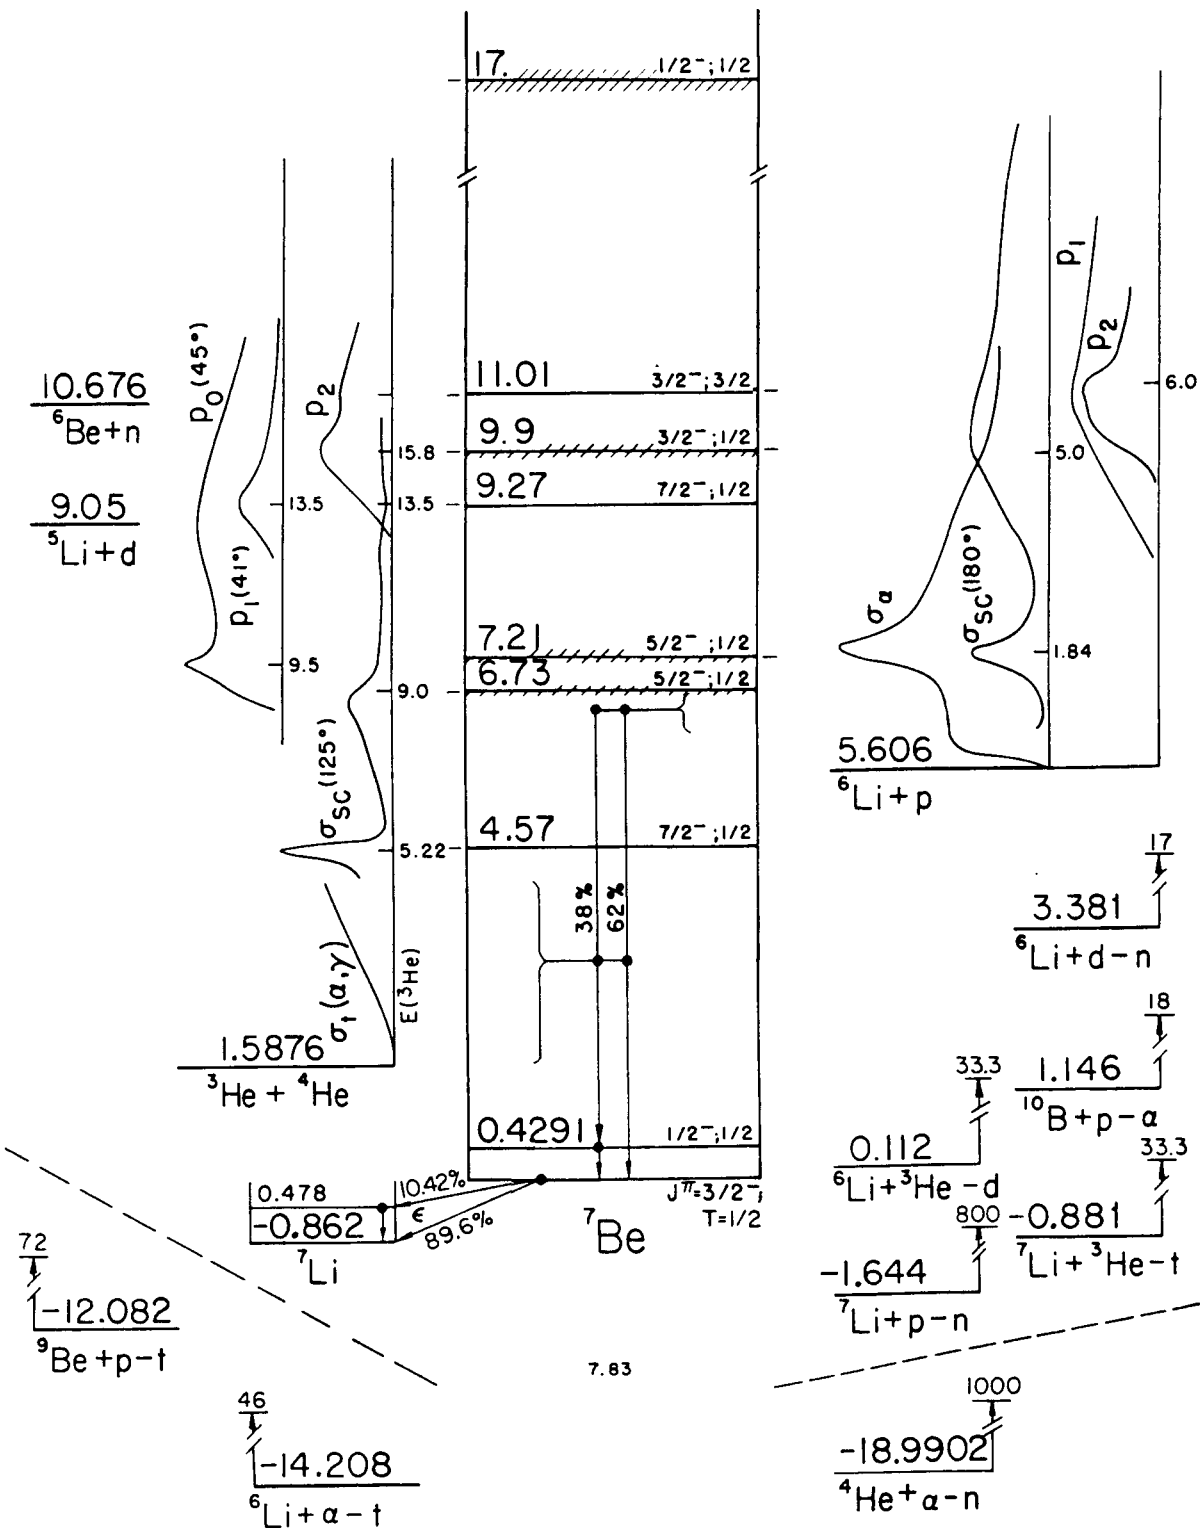 17. 1/2⁻; 1/2
11.01 3/2⁻; 3/2
9.9 3/2⁻; 1/2
9.27 7/2⁻; 1/2
7.21 5/2⁻; 1/2
6.73 5/2⁻; 1/2
4.57 7/2⁻; 1/2
38%
62%
0.4291 1/2⁻; 1/2
Jπ=3/2⁻;
T=1/2
⁷Be
10.676
⁶Be+n
9.05
⁵Li+d
p₀(45°)
p₁(41°)
13.5
9.5
p₂
15.8
13.5
9.0
5.22
σSC(125°)
σt(α,γ)
E(³He)
1.5876
³He + ⁴He
0.478
-0.862
⁷Li
10.42%
ϵ
89.6%
72
-12.082
⁹Be+p-t
46
-14.208
⁶Li+α-t
7.83
σα
σSC(180°)
p₁
p₂
6.0
5.0
1.84
5.606
⁶Li+p
17
3.381
⁶Li+d-n
18
1.146
¹⁰B+p-α
33.3
0.112
⁶Li+³He-d
33.3
-0.881
⁷Li+³He-t
800
-1.644
⁷Li+p-n
1000
-18.9902
⁴He+α-n